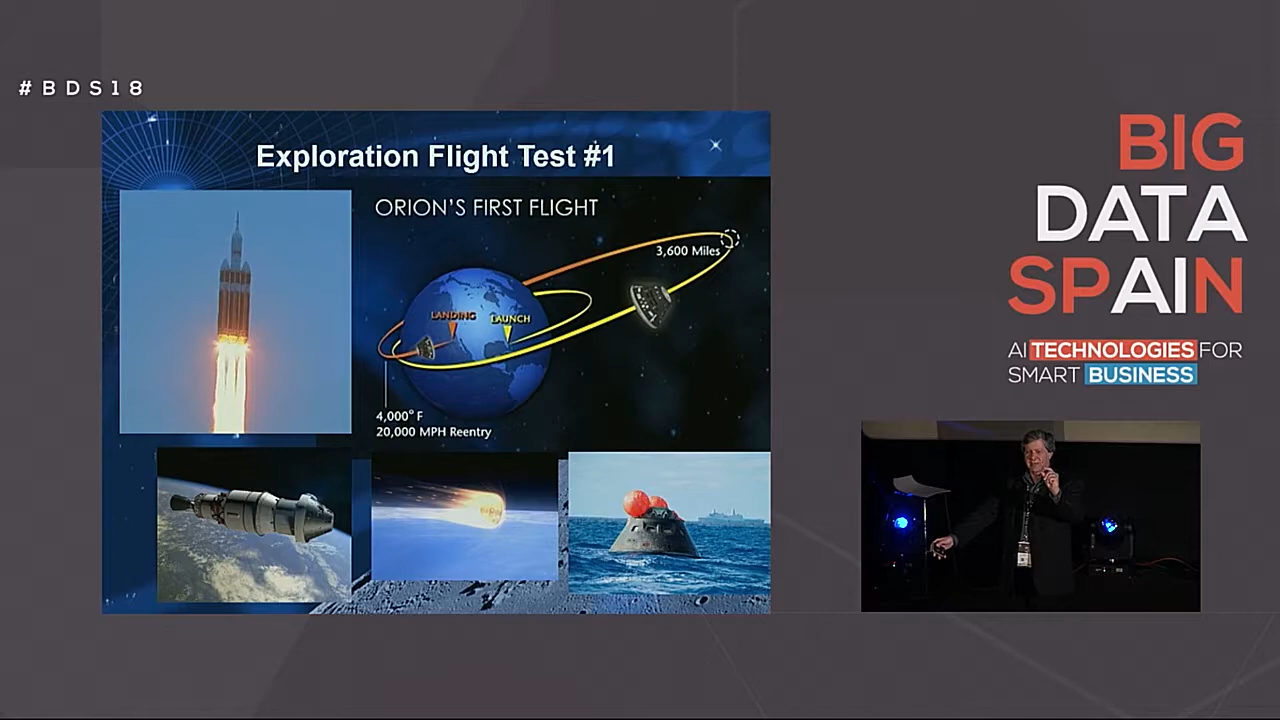 #BDS18
Exploration Flight Test #1
ORION'S FIRST FLIGHT
3,600 Miles
LANDING
LAUNCH
4,000° F
20,000 MPH Reentry
BIG
DATA
SPAIN
AI TECHNOLOGIES FOR
SMART BUSINESS